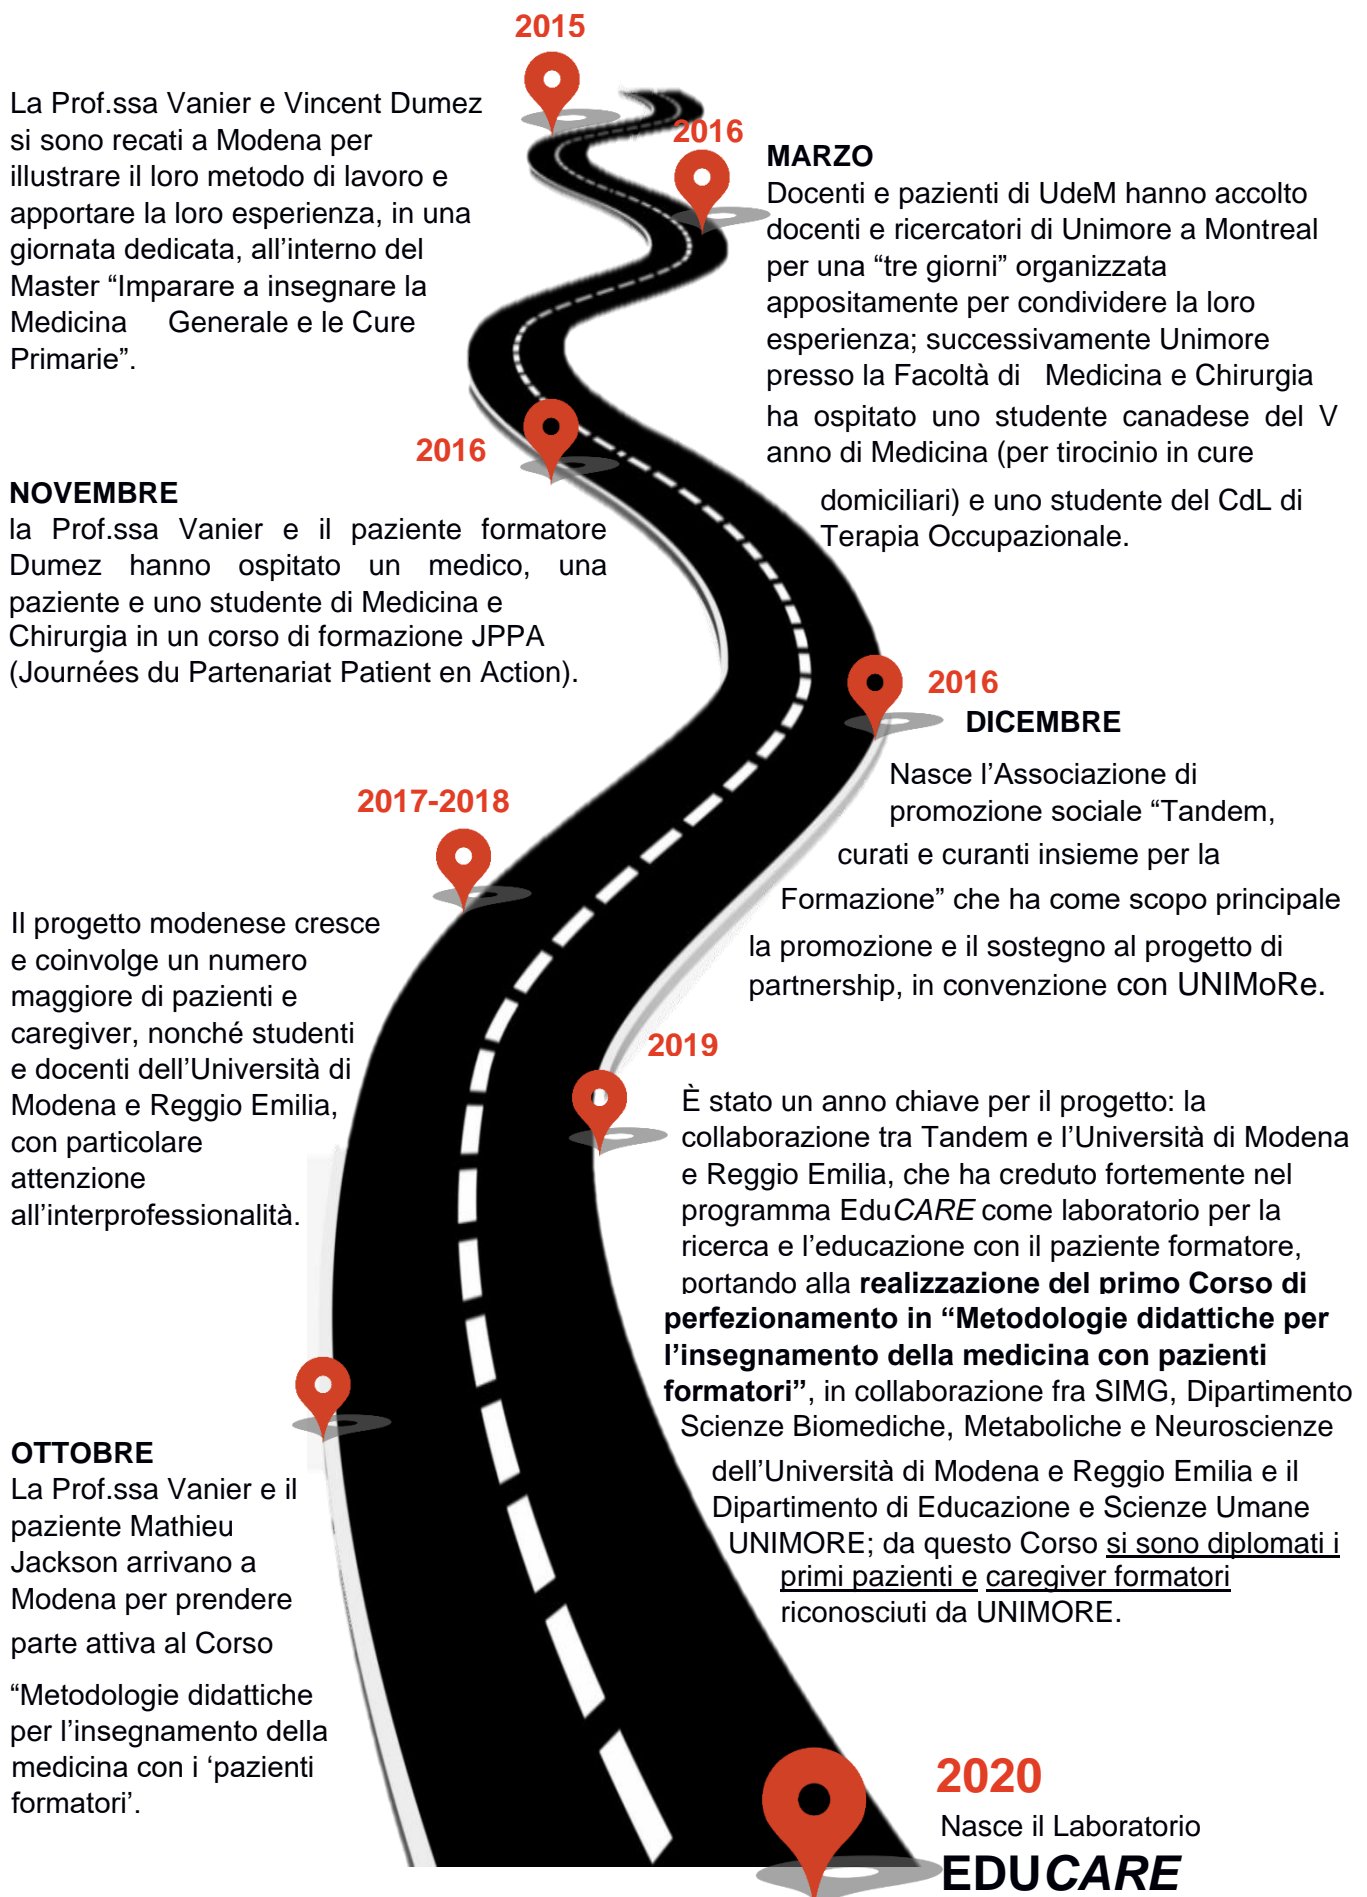 2015
La Prof.ssa Vanier e Vincent Dumez
si sono recati a Modena per
illustrare il loro metodo di lavoro e
apportare la loro esperienza, in una
giornata dedicata, all’interno del
Master “Imparare a insegnare la
Medicina Generale e le Cure
Primarie”.
2016
MARZO
Docenti e pazienti di UdeM hanno accolto
docenti e ricercatori di Unimore a Montreal
per una “tre giorni” organizzata
appositamente per condividere la loro
esperienza; successivamente Unimore
presso la Facoltà di Medicina e Chirurgia
ha ospitato uno studente canadese del V
anno di Medicina (per tirocinio in cure
domiciliari) e uno studente del CdL di
Terapia Occupazionale.
2016
NOVEMBRE
la Prof.ssa Vanier e il paziente formatore
Dumez hanno ospitato un medico, una
paziente e uno studente di Medicina e
Chirurgia in un corso di formazione JPPA
(Journées du Partenariat Patient en Action).
2016
DICEMBRE
Nasce l’Associazione di
promozione sociale “Tandem,
curati e curanti insieme per la
Formazione” che ha come scopo principale
la promozione e il sostegno al progetto di
partnership, in convenzione con UNIMoRe.
2017-2018
Il progetto modenese cresce
e coinvolge un numero
maggiore di pazienti e
caregiver, nonché studenti
e docenti dell’Università di
Modena e Reggio Emilia,
con particolare
attenzione
all’interprofessionalità.
2019
È stato un anno chiave per il progetto: la
collaborazione tra Tandem e l’Università di Modena
e Reggio Emilia, che ha creduto fortemente nel
programma EduCARE come laboratorio per la
ricerca e l’educazione con il paziente formatore,
portando alla realizzazione del primo Corso di
perfezionamento in “Metodologie didattiche per
l’insegnamento della medicina con pazienti
formatori”, in collaborazione fra SIMG, Dipartimento
Scienze Biomediche, Metaboliche e Neuroscienze
dell’Università di Modena e Reggio Emilia e il
Dipartimento di Educazione e Scienze Umane
UNIMORE; da questo Corso si sono diplomati i
primi pazienti e caregiver formatori
riconosciuti da UNIMORE.
OTTOBRE
La Prof.ssa Vanier e il
paziente Mathieu
Jackson arrivano a
Modena per prendere
parte attiva al Corso
“Metodologie didattiche
per l’insegnamento della
medicina con i ‘pazienti
formatori’.
2020
Nasce il Laboratorio
EDUCARE